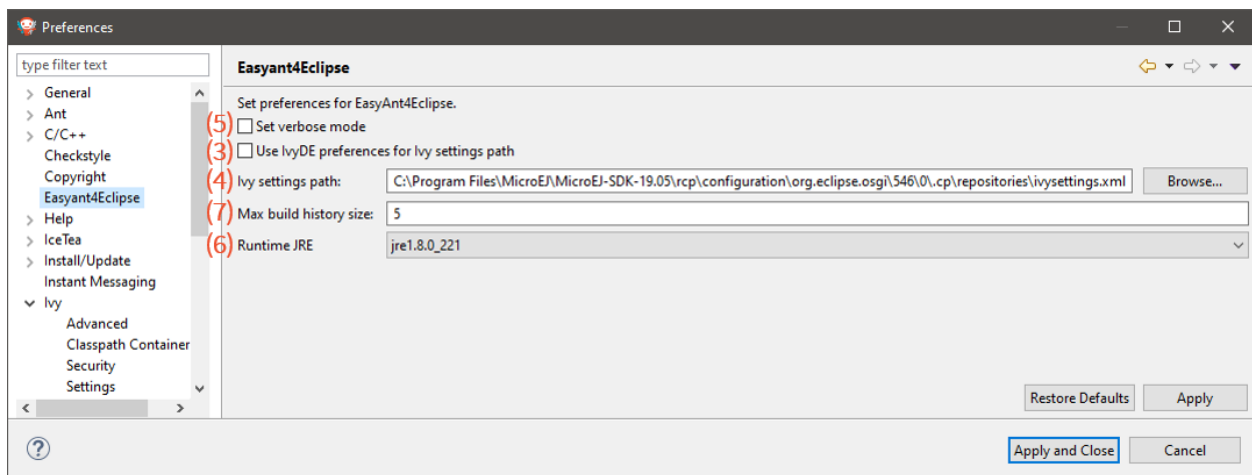 Preferences
type filter text
General
Ant
C/C++
Checkstyle
Copyright
Easyant4Eclipse
Help
IceTea
Install/Update
Instant Messaging
Ivy
Advanced
Classpath Container
Security
Settings
Easyant4Eclipse
Set preferences for EasyAnt4Eclipse.
(5) Set verbose mode
(3) Use IvyDE preferences for Ivy settings path
(4) Ivy settings path: C:\Program Files\MicroEJ\MicroEJ-SDK-19.05\rcp\configuration\org.eclipse.osgi\546\0\.cp\repositories\ivysettings.xml Browse...
(7) Max build history size: 5
(6) Runtime JRE jre1.8.0_221
Restore Defaults Apply
? Apply and Close Cancel